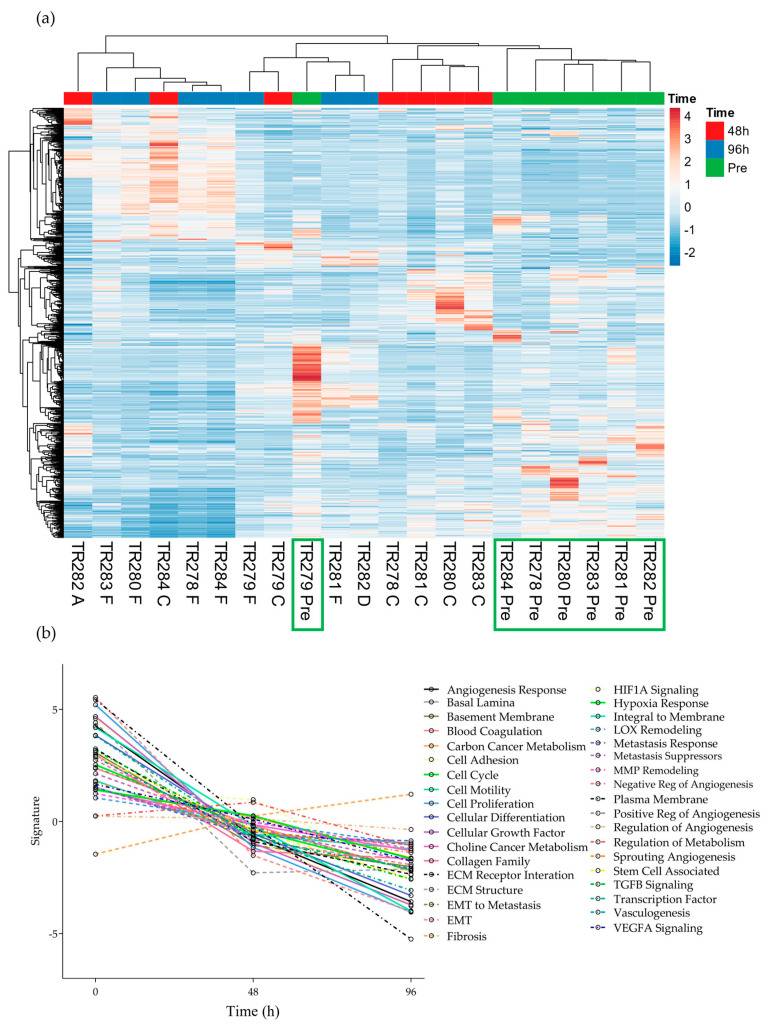 (a)
Time
4
3
2
1
0
-1
-2
Time
48h
96h
Pre
TR282 A
TR283 F
TR280 F
TR284 C
TR278 F
TR284 F
TR279 F
TR279 C
TR279 Pre
TR281 F
TR282 D
TR278 C
TR281 C
TR280 C
TR283 C
TR284 Pre
TR278 Pre
TR280 Pre
TR283 Pre
TR281 Pre
TR282 Pre
(b)
5
0
-5
Signature
0
48
96
Time (h)
Angiogenesis Response
Basal Lamina
Basement Membrane
Blood Coagulation
Carbon Cancer Metabolism
Cell Adhesion
Cell Cycle
Cell Motility
Cell Proliferation
Cellular Differentiation
Cellular Growth Factor
Choline Cancer Metabolism
Collagen Family
ECM Receptor Interation
ECM Structure
EMT to Metastasis
EMT
Fibrosis
HIF1A Signaling
Hypoxia Response
Integral to Membrane
LOX Remodeling
Metastasis Response
Metastasis Suppressors
MMP Remodeling
Negative Reg of Angiogenesis
Plasma Membrane
Positive Reg of Angiogenesis
Regulation of Angiogenesis
Regulation of Metabolism
Sprouting Angiogenesis
Stem Cell Associated
TGFB Signaling
Transcription Factor
Vasculogenesis
VEGFA Signaling